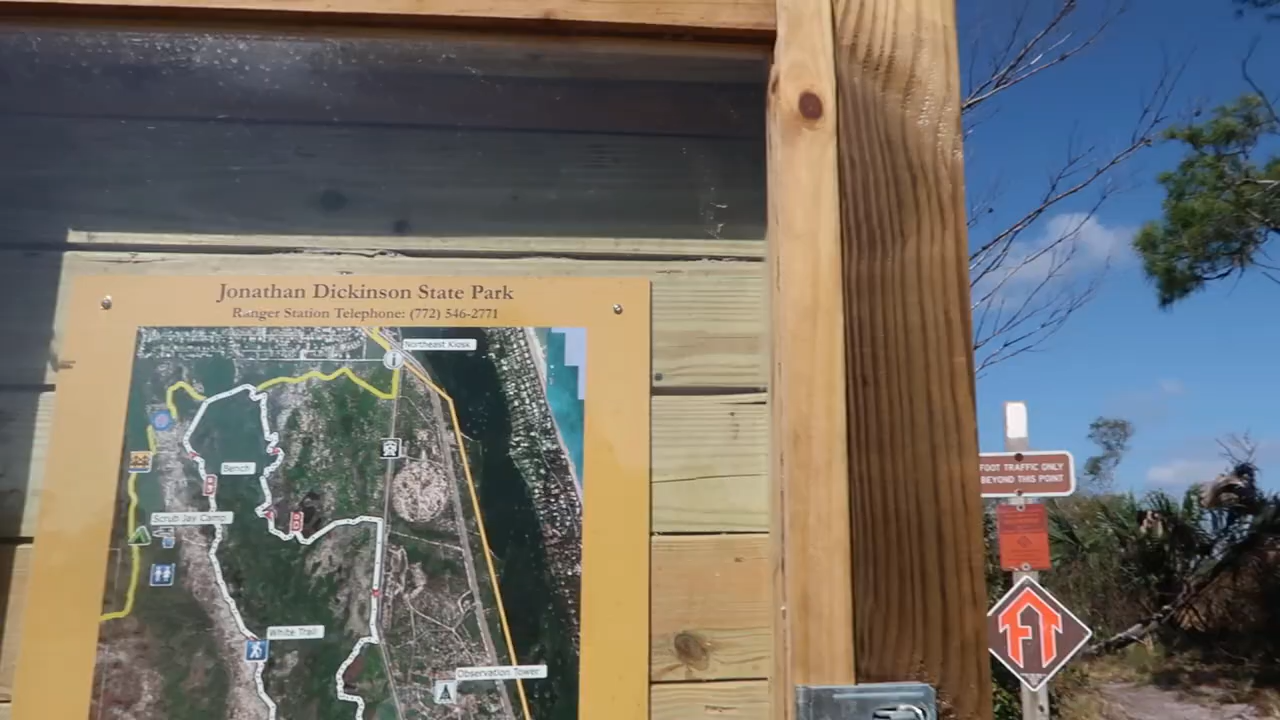 Jonathan Dickinson State Park
Ranger Station Telephone: (772) 546-2771
Northeast Kiosk
i
Bench
B
Scrub Jay Camp
B
White Trail
Observation Tower
FOOT TRAFFIC ONLY
BEYOND THIS POINT
FT